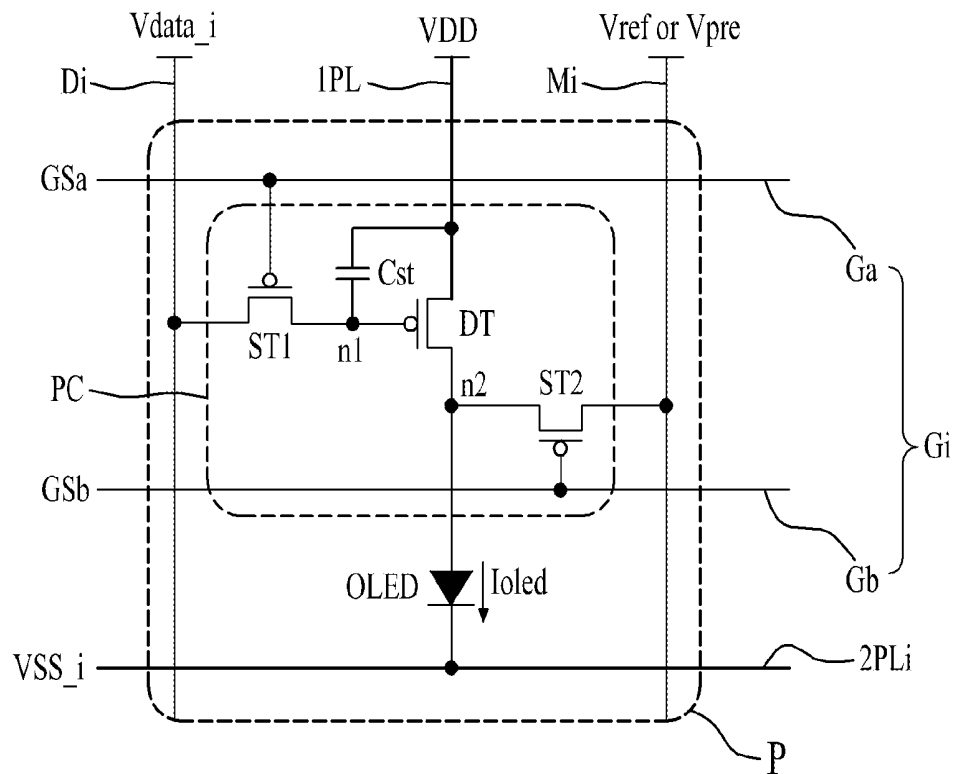 Vdata_i
VDD
Vref or Vpre
Di
1PL
Mi
GSa
Ga
Cst
ST1
n1
DT
PC
n2
ST2
Gi
GSb
Gb
OLED
Ioled
VSS_i
2PLi
P